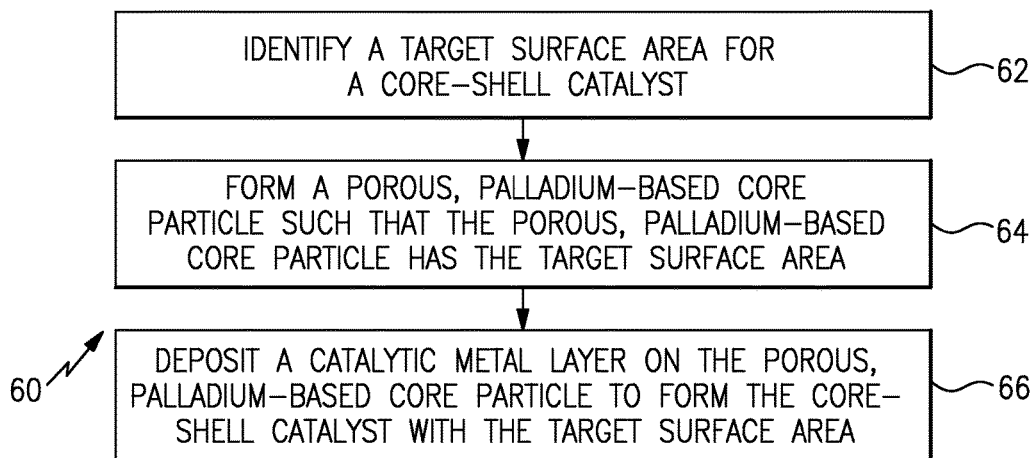 IDENTIFY A TARGET SURFACE AREA FOR
A CORE–SHELL CATALYST
62
FORM A POROUS, PALLADIUM–BASED CORE
PARTICLE SUCH THAT THE POROUS, PALLADIUM–BASED
CORE PARTICLE HAS THE TARGET SURFACE AREA
64
60
DEPOSIT A CATALYTIC METAL LAYER ON THE POROUS,
PALLADIUM–BASED CORE PARTICLE TO FORM THE CORE–
SHELL CATALYST WITH THE TARGET SURFACE AREA
66